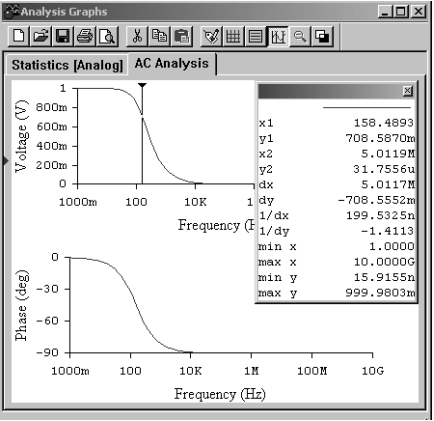 Analysis Graphs
Statistics [Analog] AC Analysis
Voltage (V)
1
800m
600m
400m
200m
0
1000m 100 10K 1
Frequency (F
x1 158.4893
y1 708.5870m
x2 5.0119M
y2 31.7556u
dx 5.0117M
dy -708.5552m
1/dx 199.5325n
1/dy -1.4113
min x 1.0000
max x 10.0000G
min y 15.9155n
max y 999.9803m
Phase (deg)
0
-30
-60
-90
1000m 100 10K 1M 100M 10G
Frequency (Hz)